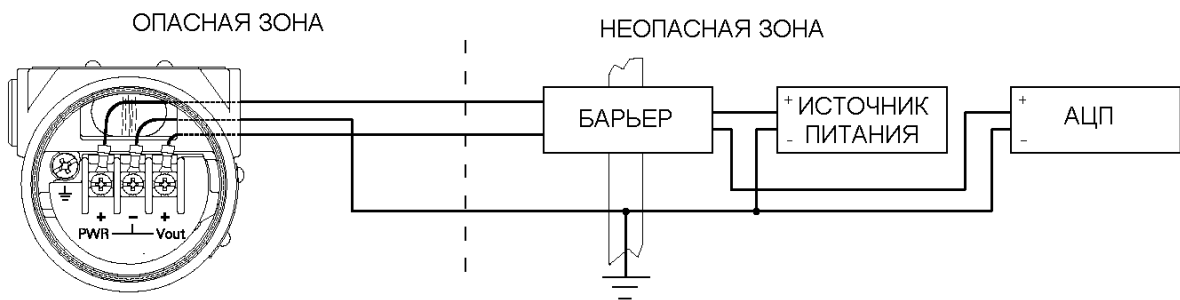 ОПАСНАЯ ЗОНА
НЕОПАСНАЯ ЗОНА
БАРЬЕР
+ ИСТОЧНИК
- ПИТАНИЯ
+ АЦП
-
+ - +
PWR Vout